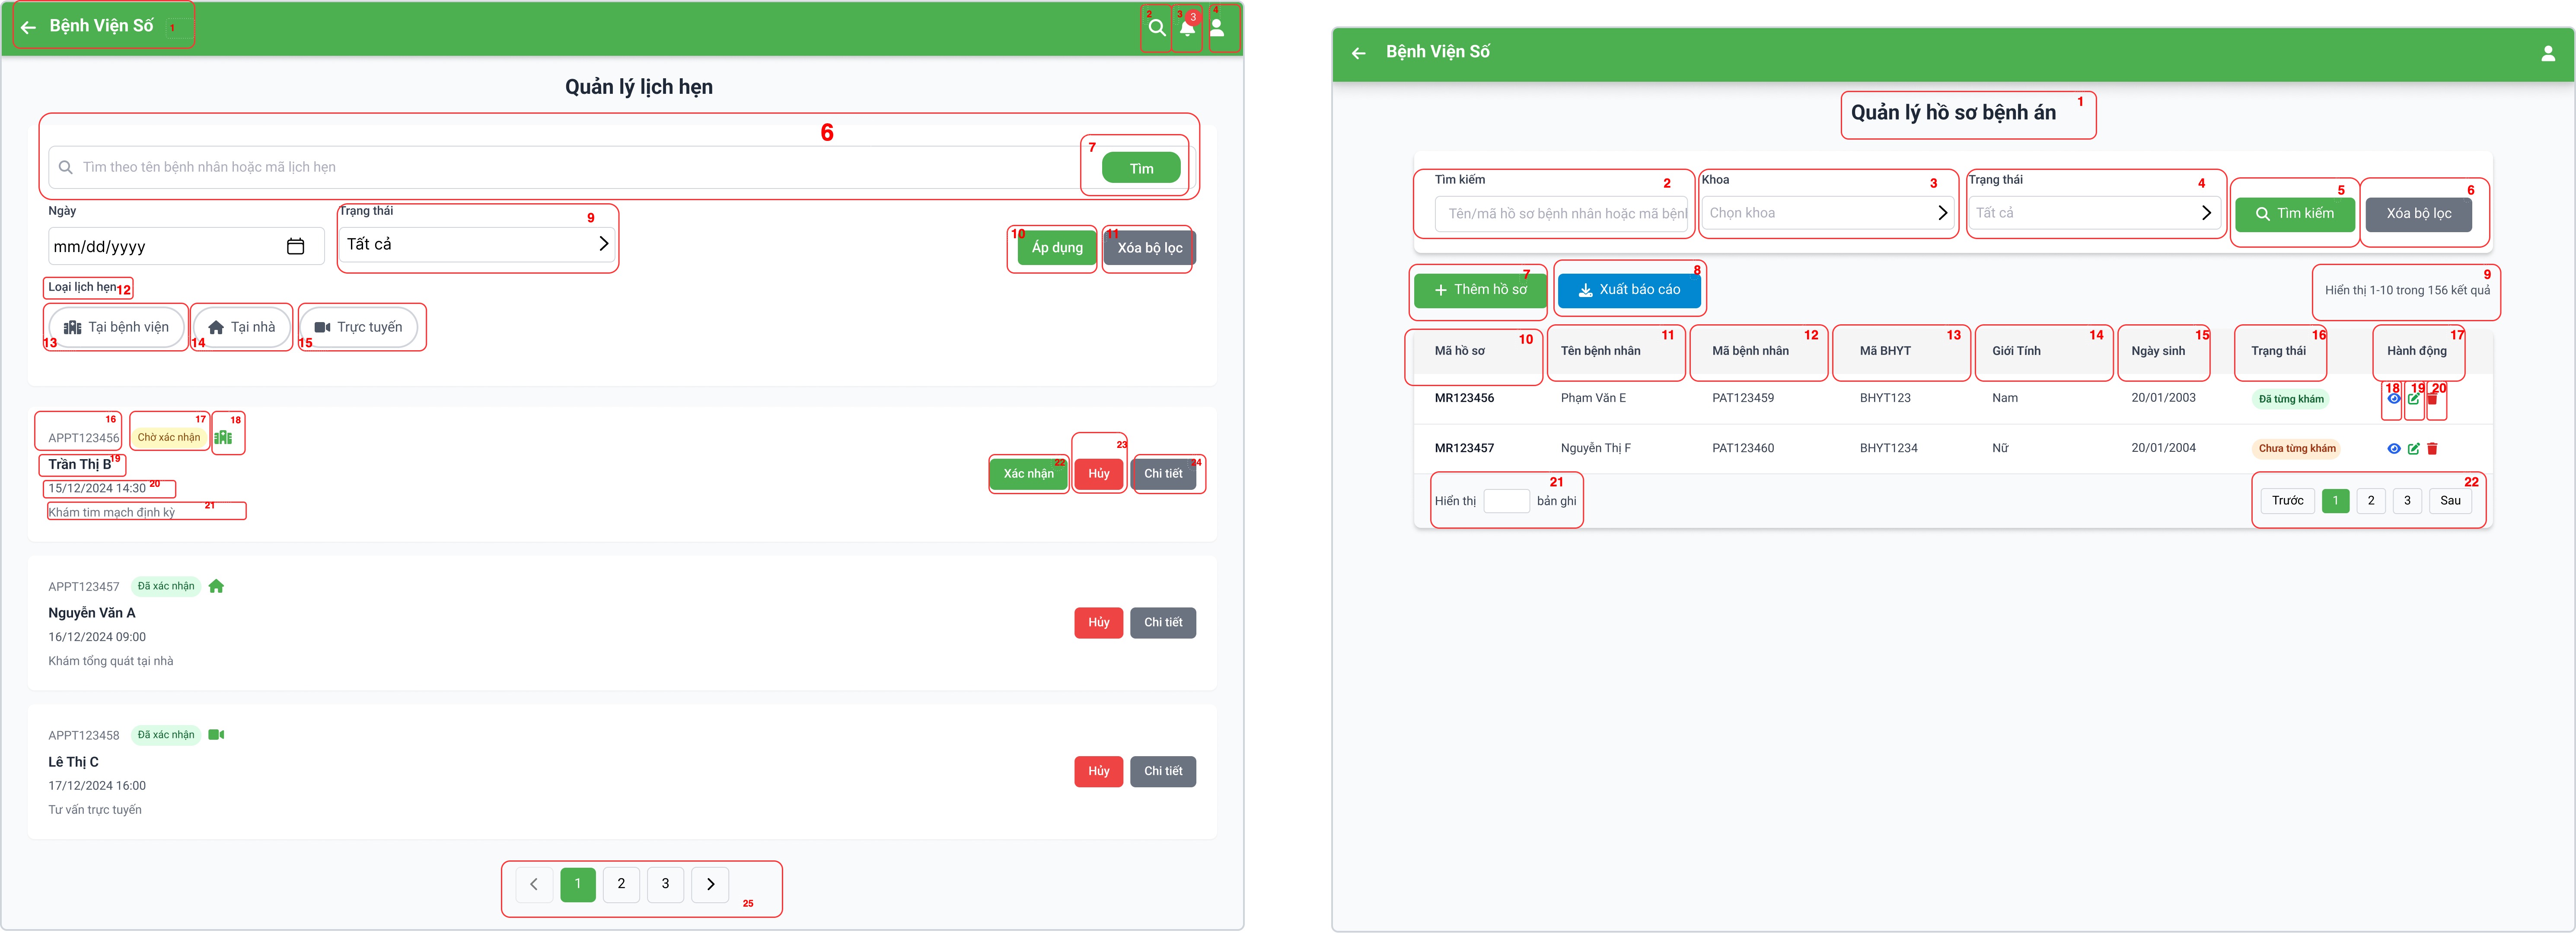 Bệnh Viện Số 1 2 3 3 4
Quản lý lịch hẹn
6
Tìm theo tên bệnh nhân hoặc mã lịch hẹn 7 Tìm
Ngày Trạng thái 9
mm/dd/yyyy Tất cả 10 Áp dụng 11 Xóa bộ lọc
Loại lịch hẹn 12
Tại bệnh viện 13 Tại nhà 14 Trực tuyến 15
APPT123456 16 Chờ xác nhận 17 18
Trần Thị B 19
15/12/2024 14:30 20
Khám tim mạch định kỳ 21
Xác nhận 22 Hủy 23 Chi tiết 24
APPT123457 Đã xác nhận
Nguyễn Văn A
16/12/2024 09:00
Khám tổng quát tại nhà
Hủy Chi tiết
APPT123458 Đã xác nhận
Lê Thị C
17/12/2024 16:00
Tư vấn trực tuyến
Hủy Chi tiết
1 2 3 25
Bệnh Viện Số
Quản lý hồ sơ bệnh án 1
Tìm kiếm 2 Khoa 3 Trạng thái 4 5 6
Tên/mã hồ sơ bệnh nhân hoặc mã bệnh Chọn khoa Tất cả Tìm kiếm Xóa bộ lọc
Thêm hồ sơ 7 Xuất báo cáo 8 Hiển thị 1-10 trong 156 kết quả 9
Mã hồ sơ 10 Tên bệnh nhân 11 Mã bệnh nhân 12 Mã BHYT 13 Giới Tính 14 Ngày sinh 15 Trạng thái 16 Hành động 17
MR123456 Phạm Văn E PAT123459 BHYT123 Nam 20/01/2003 Đã từng khám 18 19 20
MR123457 Nguyễn Thị F PAT123460 BHYT1234 Nữ 20/01/2004 Chưa từng khám
Hiển thị bản ghi 21 Trước 1 2 3 Sau 22